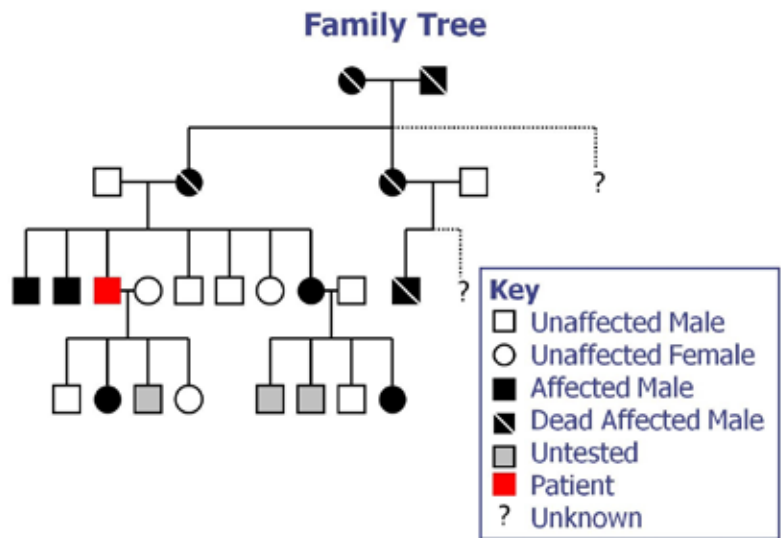 Family Tree
?
?
Key
Unaffected Male
Unaffected Female
Affected Male
Dead Affected Male
Untested
Patient
? Unknown